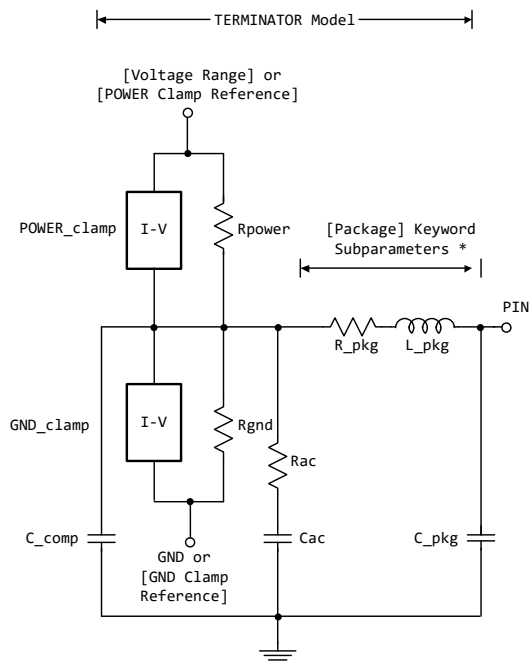 TERMINATOR Model
[Voltage Range] or
[POWER Clamp Reference]
POWER_clamp
I-V
Rpower
[Package] Keyword
Subparameters *
PIN
R_pkg
L_pkg
GND_clamp
I-V
Rgnd
Rac
C_comp
GND or
[GND Clamp
Reference]
Cac
C_pkg